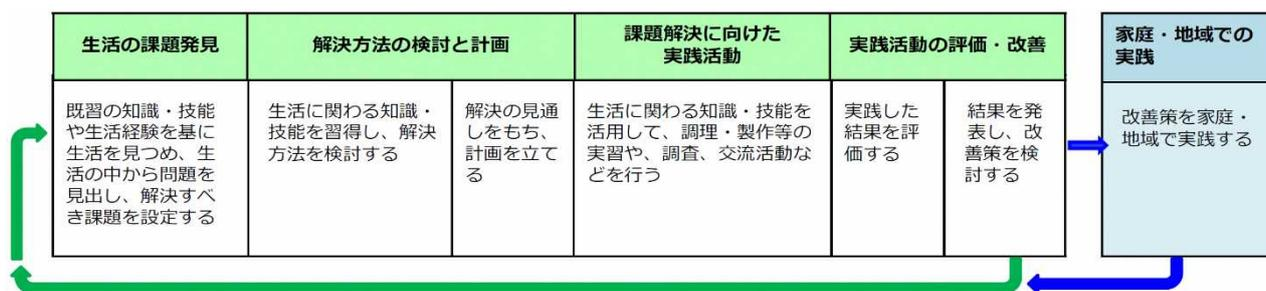 生活の課題発見
解決方法の検討と計画
課題解決に向けた
実践活動
実践活動の評価・改善
家庭・地域での
実践
既習の知識・技能
や生活経験を基に
生活を見つめ、生
活の中から問題を
見出し、解決すべ
き課題を設定する
生活に関わる知識・
技能を習得し、解決
方法を検討する
解決の見通
しをもち、
計画を立て
る
生活に関わる知識・技能を
活用して、調理・製作等の
実習や、調査、交流活動な
どを行う
実践した
結果を評
価する
結果を発
表し、改
善策を検
討する
改善策を家庭・
地域で実践する